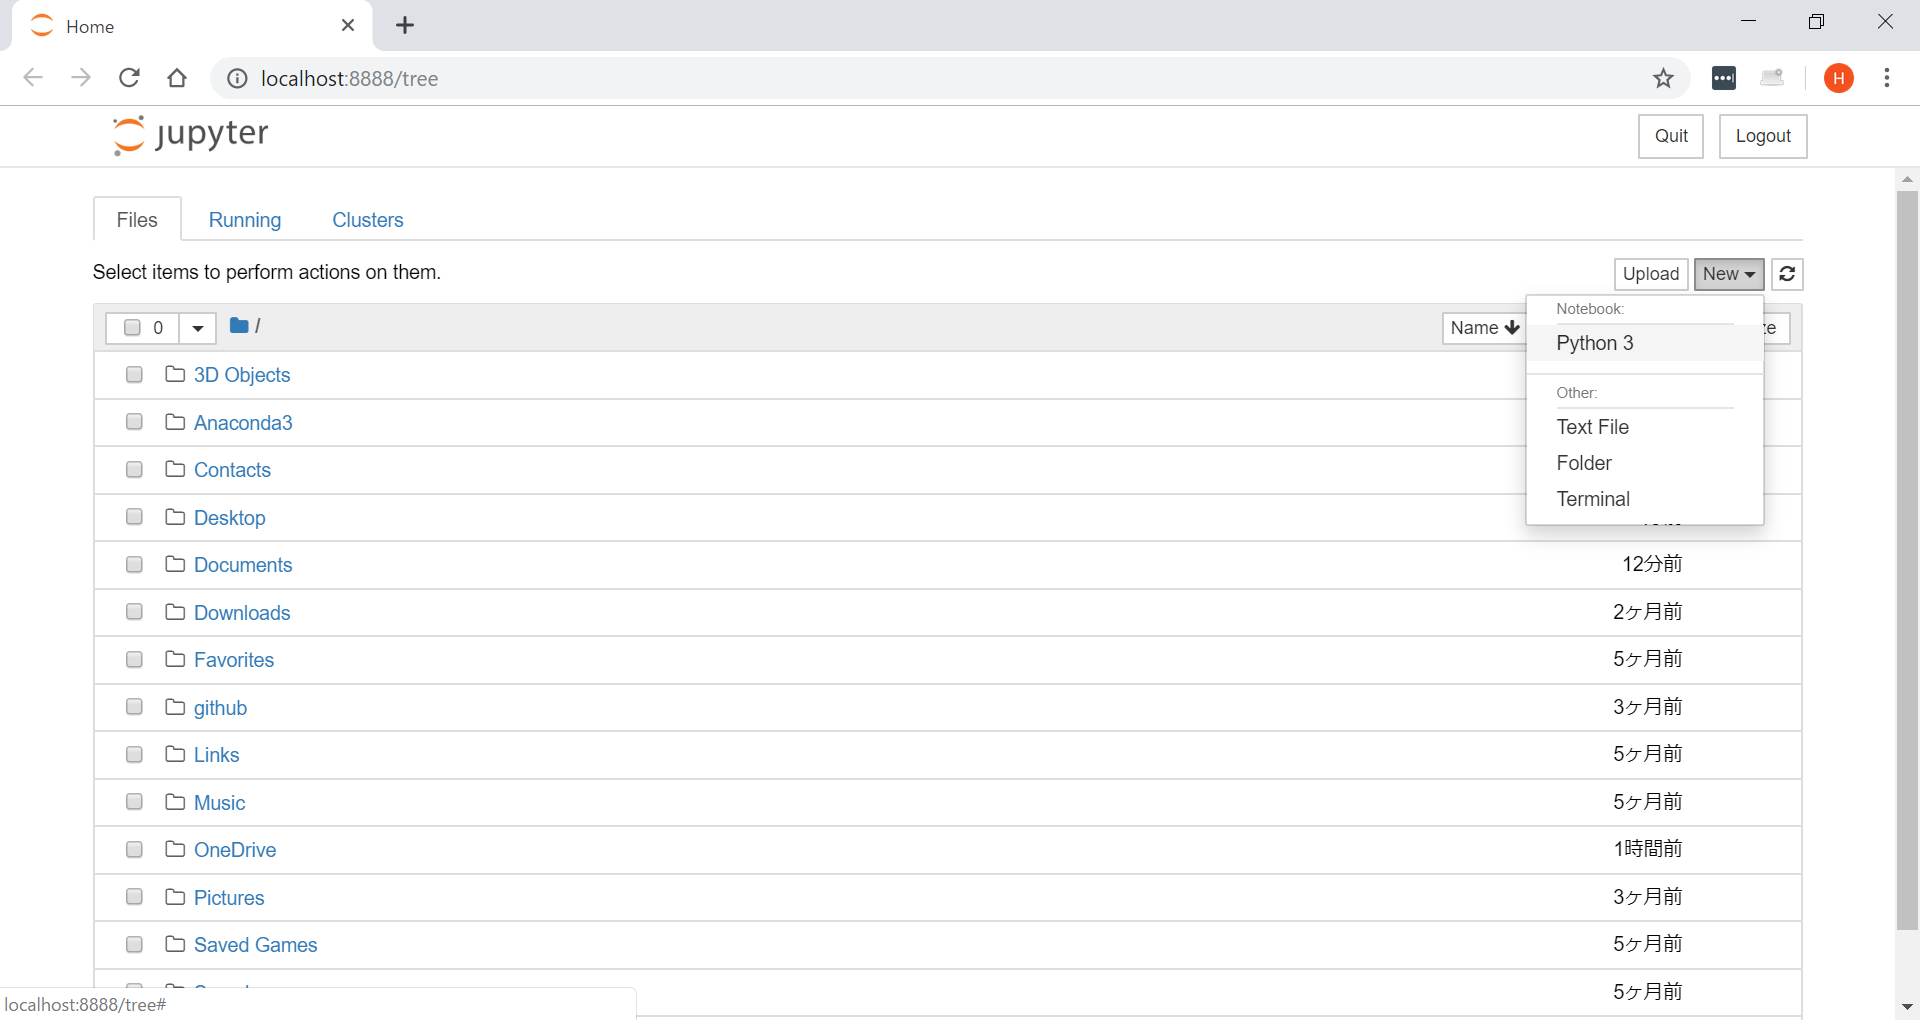 Home
localhost:8888/tree
H
jupyter
Quit
Logout
Files
Running
Clusters
Select items to perform actions on them.
Upload
New
0
/
Name
Notebook:
Python 3
Other:
Text File
Folder
Terminal
3D Objects
Anaconda3
Contacts
Desktop
Documents
12分前
Downloads
2ヶ月前
Favorites
5ヶ月前
github
3ヶ月前
Links
5ヶ月前
Music
5ヶ月前
OneDrive
1時間前
Pictures
3ヶ月前
Saved Games
5ヶ月前
5ヶ月前
localhost:8888/tree#